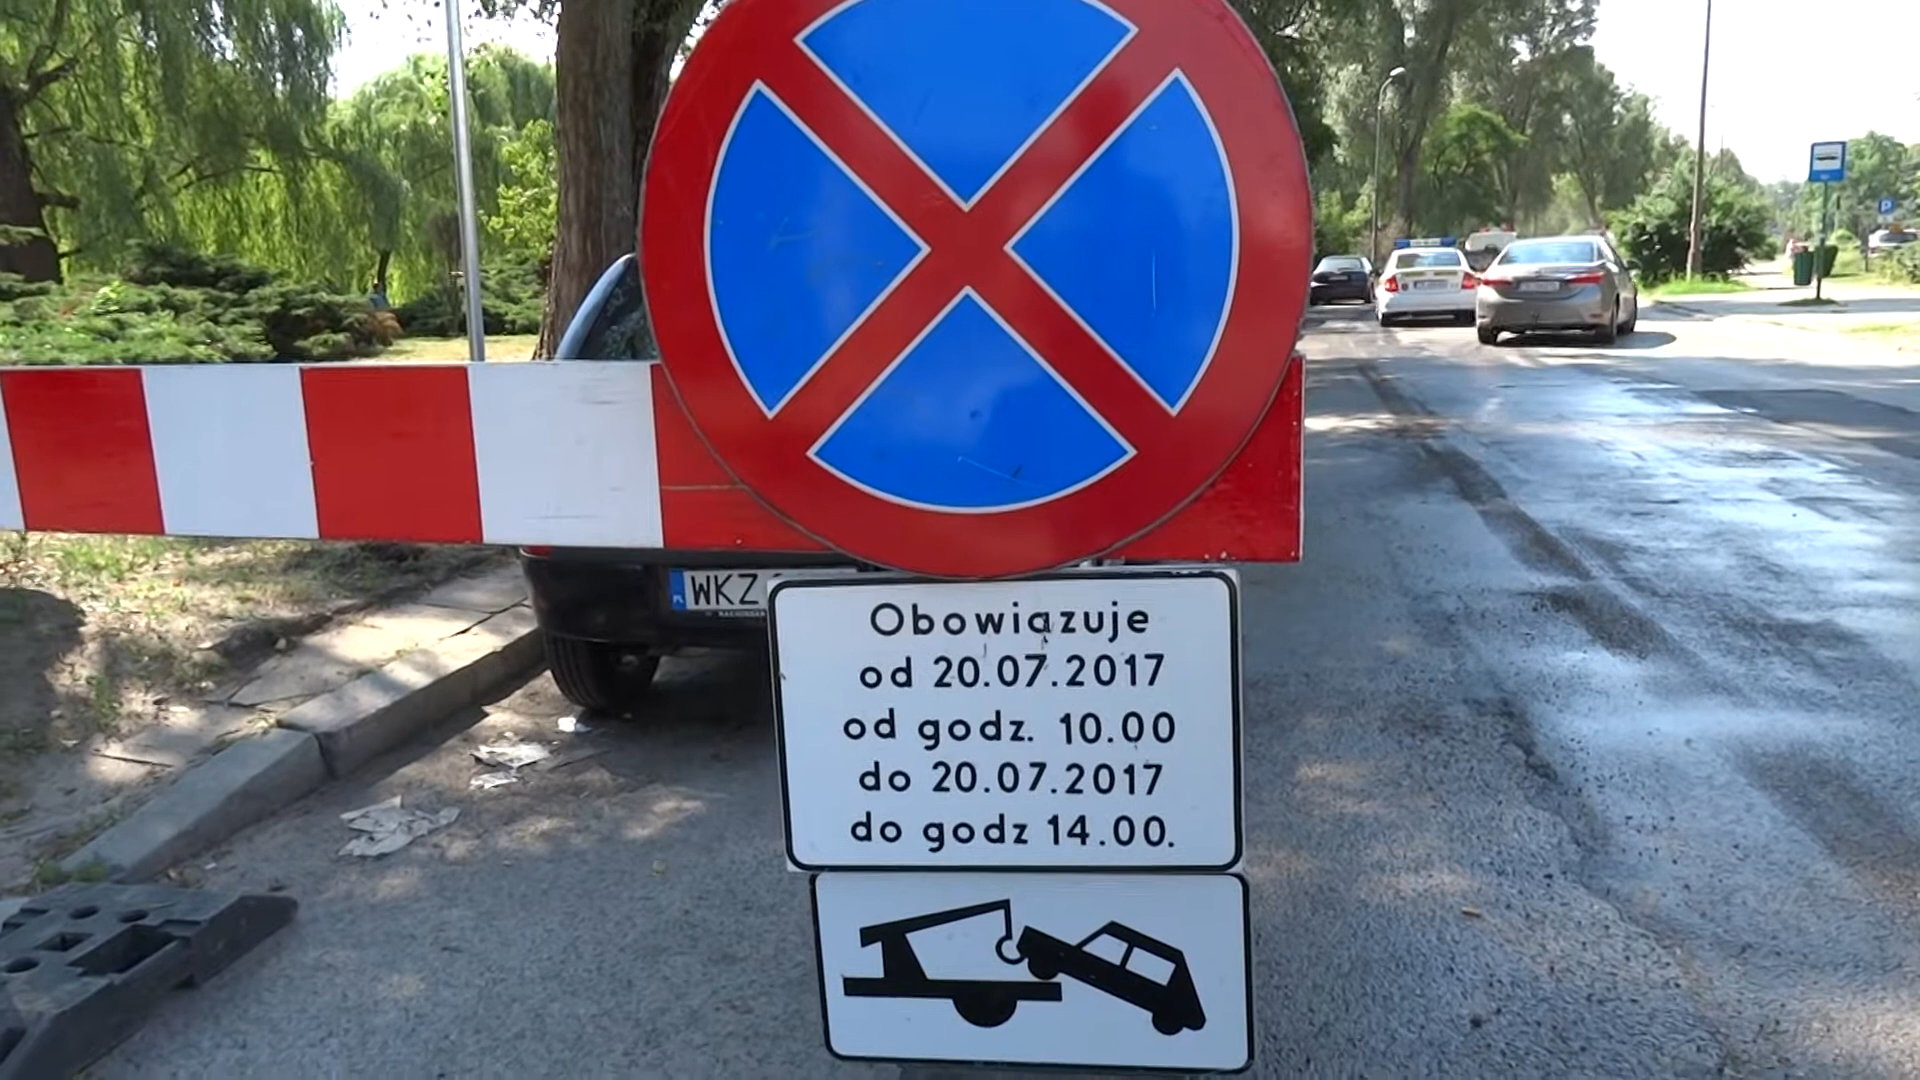 WKZ
Obowiązuje
od 20.07.2017
od godz. 10.00
do 20.07.2017
do godz 14.00.